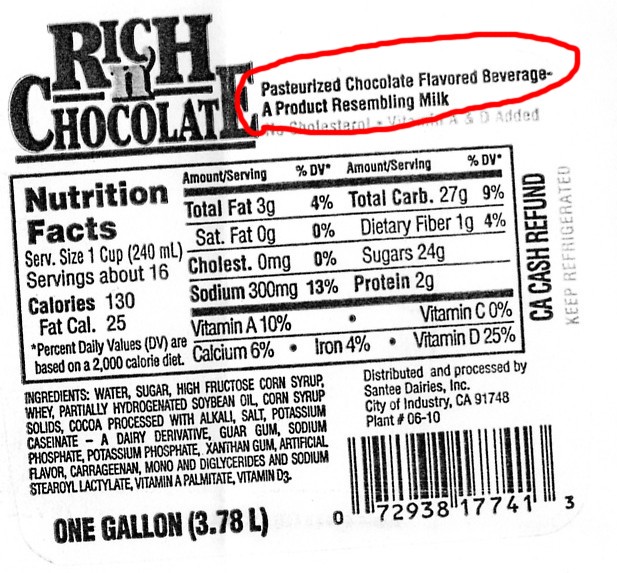 RICH
'n'
CHOCOLATE
Pasteurized Chocolate Flavored Beverage-
A Product Resembling Milk
No Cholesterol • Vitamin A & D Added
Nutrition
Facts
Serv. Size 1 Cup (240 mL)
Servings about 16
Calories 130
Fat Cal. 25
*Percent Daily Values (DV) are
based on a 2,000 calorie diet.
Amount/Serving % DV* Amount/Serving % DV*
Total Fat 3g 4% Total Carb. 27g 9%
Sat. Fat 0g 0% Dietary Fiber 1g 4%
Cholest. 0mg 0% Sugars 24g
Sodium 300mg 13% Protein 2g
Vitamin A 10% • Vitamin C 0%
Calcium 6% • Iron 4% • Vitamin D 25%
CA CASH REFUND
KEEP REFRIGERATED
INGREDIENTS: WATER, SUGAR, HIGH FRUCTOSE CORN SYRUP,
WHEY, PARTIALLY HYDROGENATED SOYBEAN OIL, CORN SYRUP
SOLIDS, COCOA PROCESSED WITH ALKALI, SALT, POTASSIUM
CASEINATE – A DAIRY DERIVATIVE, GUAR GUM, SODIUM
PHOSPHATE, POTASSIUM PHOSPHATE, XANTHAN GUM, ARTIFICIAL
FLAVOR, CARRAGEENAN, MONO AND DIGLYCERIDES AND SODIUM
STEAROYL LACTYLATE, VITAMIN A PALMITATE, VITAMIN D3.
ONE GALLON (3.78 L)
Distributed and processed by
Santee Dairies, Inc.
City of Industry, CA 91748
Plant # 06-10
0 72938 17741 3